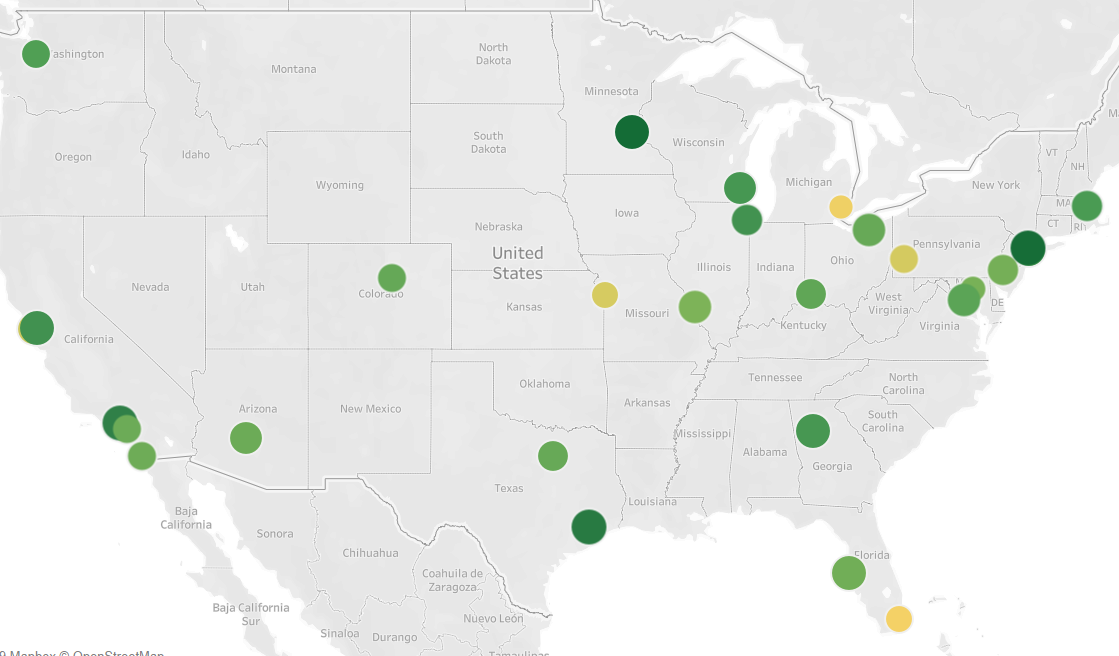 ashington
Montana
North
Dakota
Minnesota
Oregon
Idaho
Wyoming
South
Dakota
Wisconsin
Michigan
New York
VT
NH
MA
CT
RI
Nebraska
Iowa
United
States
Nevada
Utah
Colorado
Kansas
Illinois
Indiana
Ohio
Pennsylvania
Missouri
West
Virginia
DE
Kentucky
Virginia
California
Arizona
New Mexico
Oklahoma
Arkansas
Tennessee
North
Carolina
South
Carolina
Mississippi
Alabama
Georgia
Texas
Louisiana
Florida
Baja
California
Sonora
Chihuahua
Coahuila de
Zaragoza
Baja California
Sur
Sinaloa
Durango
Nuevo León
Tamaulipas
9 Mapbox © OpenStreetMap